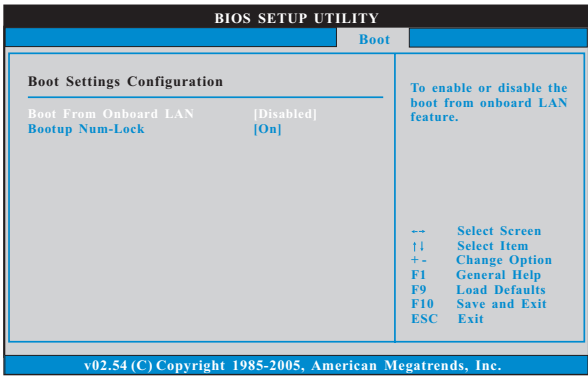 BIOS SETUP UTILITY
Boot
Boot Settings Configuration
Boot From Onboard LAN [Disabled]
Bootup Num-Lock [On]
To enable or disable the
boot from onboard LAN
feature.
←→ Select Screen
↑↓ Select Item
+ - Change Option
F1 General Help
F9 Load Defaults
F10 Save and Exit
ESC Exit
v02.54 (C) Copyright 1985-2005, American Megatrends, Inc.